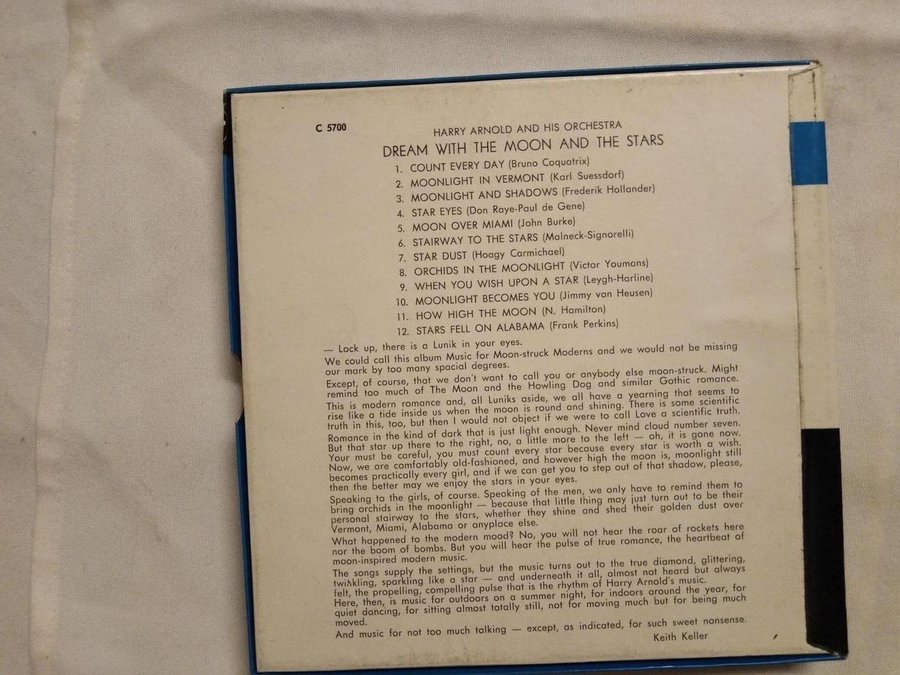 C 5700
HARRY ARNOLD AND HIS ORCHESTRA
DREAM WITH THE MOON AND THE STARS
1. COUNT EVERY DAY (Bruno Coquatrix)
2. MOONLIGHT IN VERMONT (Karl Suessdorf)
3. MOONLIGHT AND SHADOWS (Frederik Hollander)
4. STAR EYES (Don Raye-Paul de Gene)
5. MOON OVER MIAMI (John Burke)
6. STAIRWAY TO THE STARS (Malneck-Signorelli)
7. STAR DUST (Hoagy Carmichael)
8. ORCHIDS IN THE MOONLIGHT (Victor Youmans)
9. WHEN YOU WISH UPON A STAR (Leygh-Harline)
10. MOONLIGHT BECOMES YOU (Jimmy van Heusen)
11. HOW HIGH THE MOON (N. Hamilton)
12. STARS FELL ON ALABAMA (Frank Perkins)
— Lock up, there is a Lunik in your eyes.
We could call this album Music for Moon-struck Moderns and we would not be missing
our mark by too many spacial degrees.
Except, of course, that we don't want to call you or anybody else moon-struck. Might
remind too much of The Moon and the Howling Dog and similar Gothic romance.
This is modern romance and, all Luniks aside, we all have a yearning that seems to
rise like a tide inside us when the moon is round and shining. There is some scientific
truth in this, too, but then I would not object if we were to call Love a scientific truth.
Romance in the kind of dark that is just light enough. Never mind cloud number seven.
But that star up there to the right, no, a little more to the left — oh, it is gone now.
Your must be careful, you must count every star because every star is worth a wish.
Now, we are comfortably old-fashioned, and however high the moon is, moonlight still
becomes practically every girl, and if we can get you to step out of that shadow, please,
then the better may we enjoy the stars in your eyes.
Speaking to the girls, of course. Speaking of the men, we only have to remind them to
bring orchids in the moonlight — because that little thing may just turn out to be their
personal stairway to the stars, whether they shine and shed their golden dust over
Vermont, Miami, Alabama or anyplace else.
What happened to the modern mood? No, you will not hear the roar of rockets here
nor the boom of bombs. But you will hear the pulse of true romance, the heartbeat of
moon-inspired modern music.
The songs supply the settings, but the music turns out to the true diamond, glittering,
twinkling, sparkling like a star — and underneath it all, almost not heard but always
felt, the propelling, compelling pulse that is the rhythm of Harry Arnold's music.
Here, then, is music for outdoors on a summer night, for indoors around the year, for
quiet dancing, for sitting almost totally still, not for moving much but for being much
moved.
And music for not too much talking — except, as indicated, for such sweet nonsense.
Keith Keller